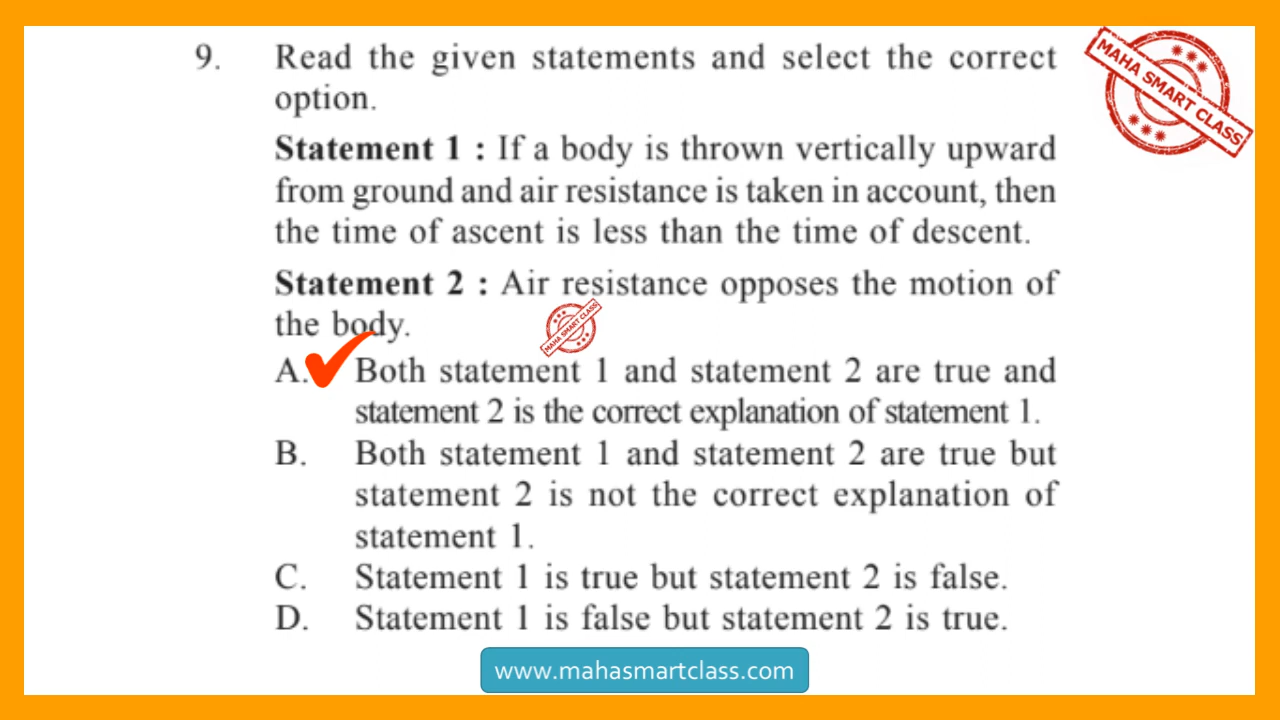 9. Read the given statements and select the correct
option.
MAHA SMART CLASS
Statement 1 : If a body is thrown vertically upward
from ground and air resistance is taken in account, then
the time of ascent is less than the time of descent.
Statement 2 : Air resistance opposes the motion of
the body.
MAHA SMART CLASS
A. Both statement 1 and statement 2 are true and
statement 2 is the correct explanation of statement 1.
B. Both statement 1 and statement 2 are true but
statement 2 is not the correct explanation of
statement 1.
C. Statement 1 is true but statement 2 is false.
D. Statement 1 is false but statement 2 is true.
www.mahasmartclass.com